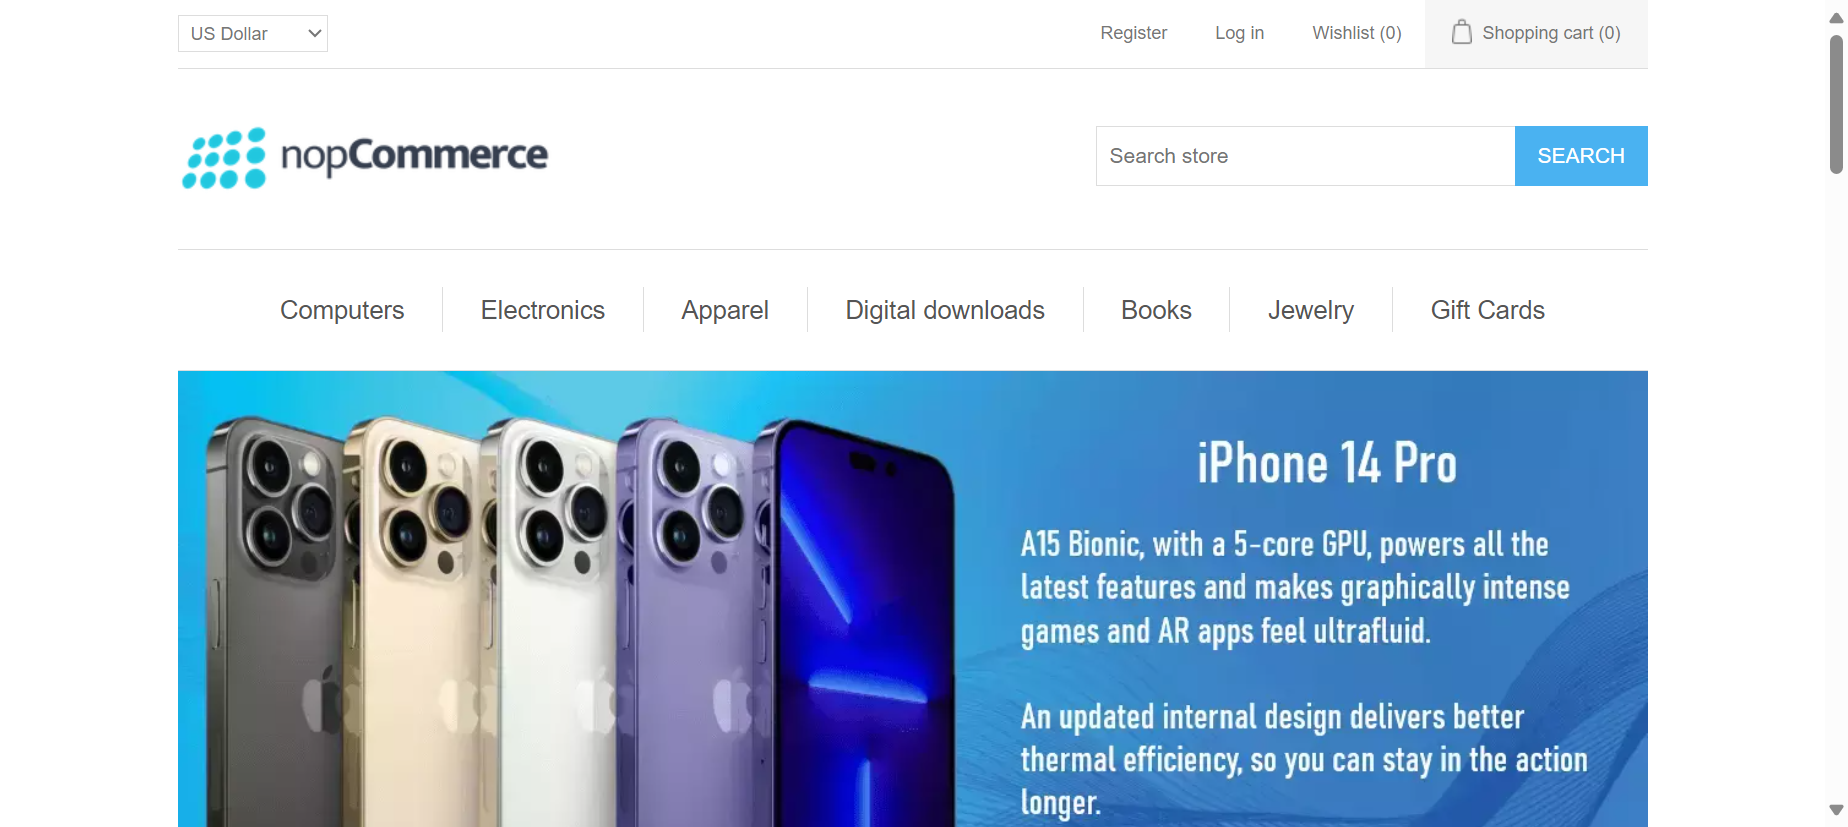 US Dollar
Register
Log in
Wishlist (0)
Shopping cart (0)
nopCommerce
Search store
SEARCH
Computers
Electronics
Apparel
Digital downloads
Books
Jewelry
Gift Cards
iPhone 14 Pro
A15 Bionic, with a 5-core GPU, powers all the
latest features and makes graphically intense
games and AR apps feel ultrafluid.
An updated internal design delivers better
thermal efficiency, so you can stay in the action
longer.